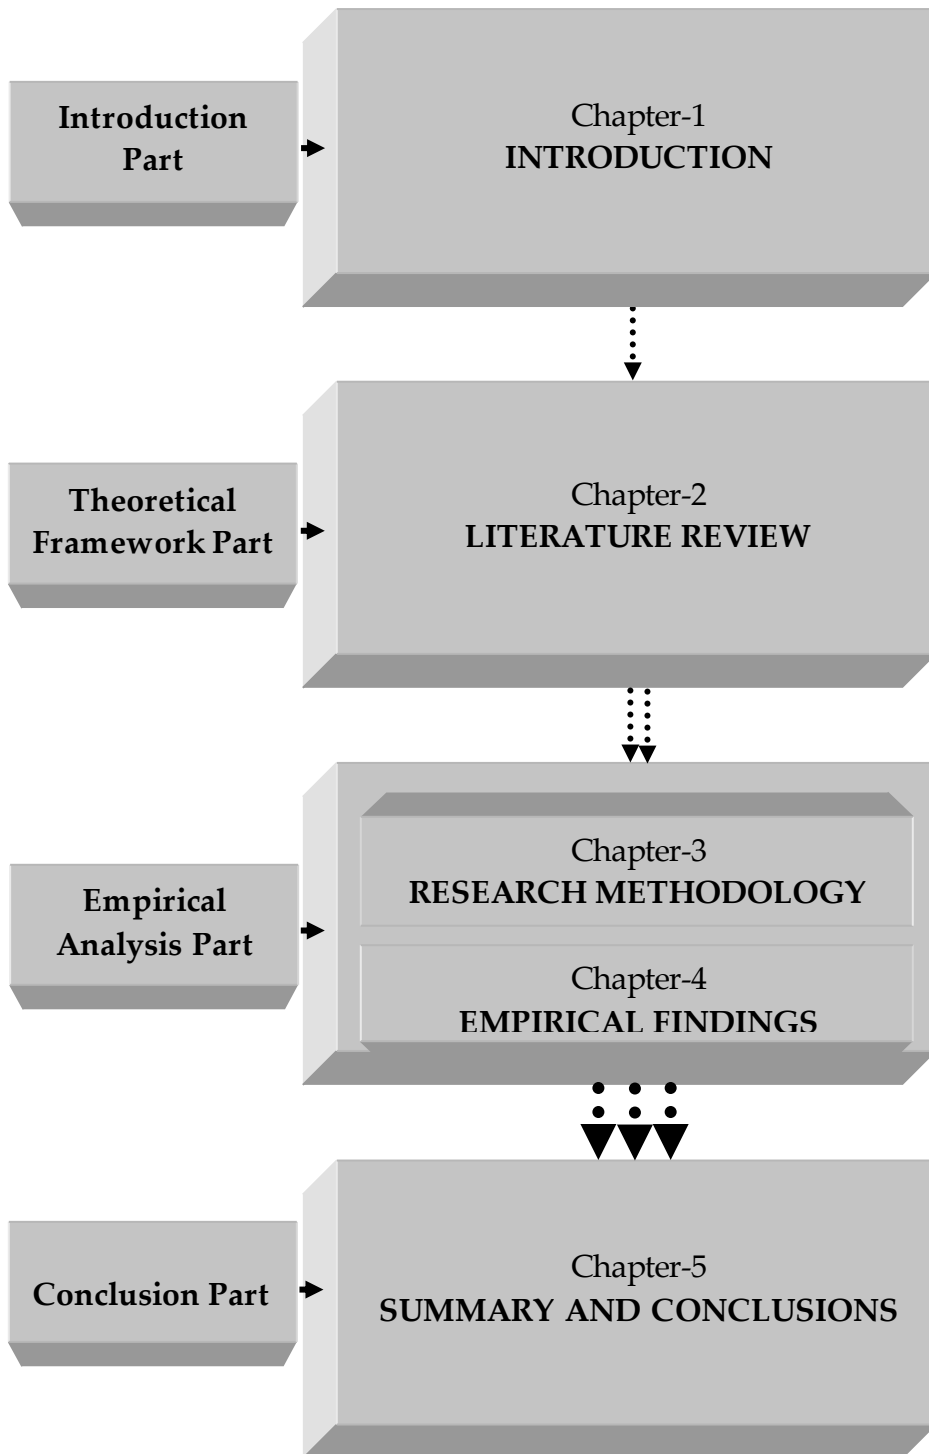 Introduction
Part
Chapter-1
INTRODUCTION
Theoretical
Framework Part
Chapter-2
LITERATURE REVIEW
Empirical
Analysis Part
Chapter-3
RESEARCH METHODOLOGY
Chapter-4
EMPIRICAL FINDINGS
Conclusion Part
Chapter-5
SUMMARY AND CONCLUSIONS